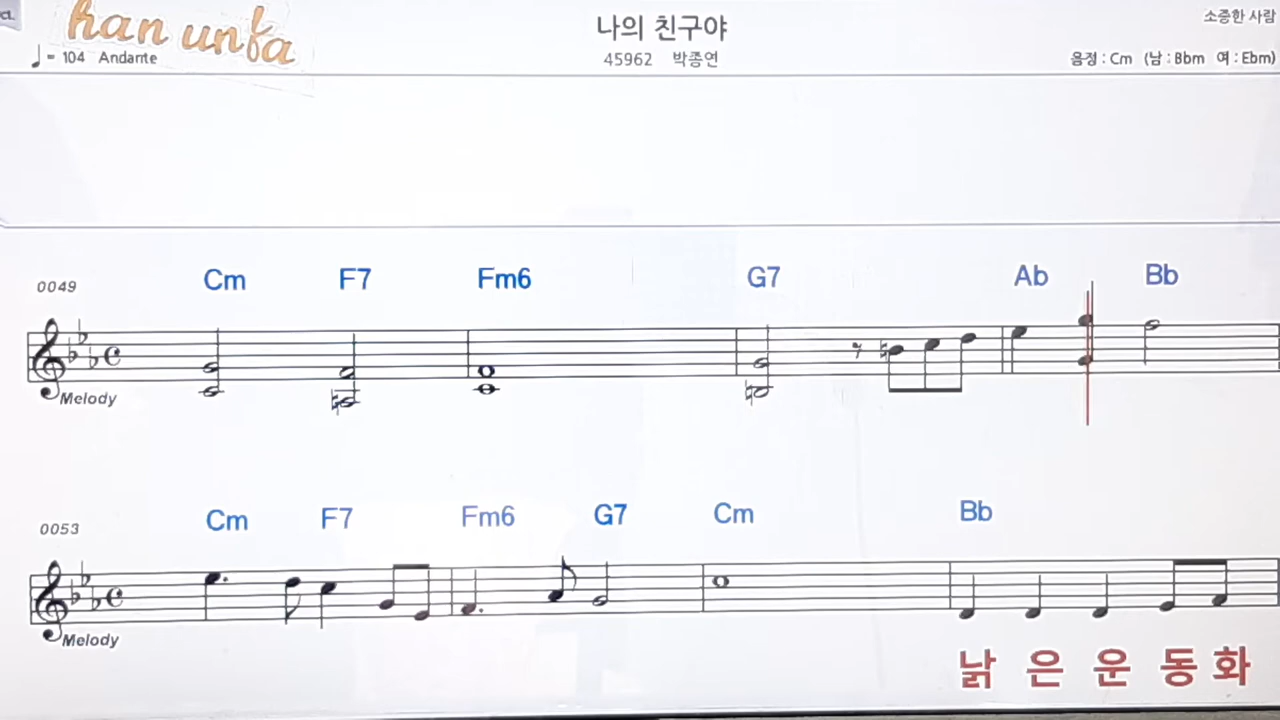 han unfa
♩= 104 Andante
나의 친구야
45962 박종연
소중한 사람
음정 : Cm (남 : Bbm 여 : Ebm)
0049
Cm F7 Fm6 G7 Ab Bb
Melody
0053
Cm F7 Fm6 G7 Cm Bb
Melody
낡 은 운 동 화